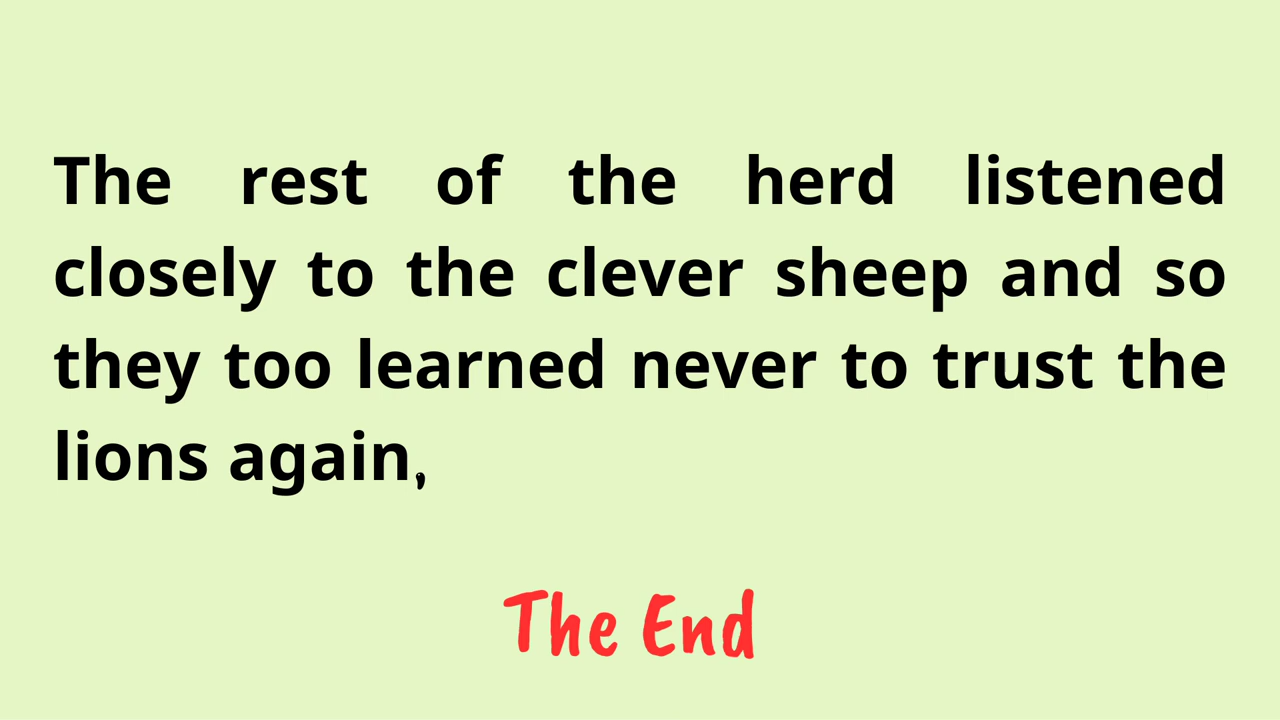 The rest of the herd listened
closely to the clever sheep and so
they too learned never to trust the
lions again,
The End